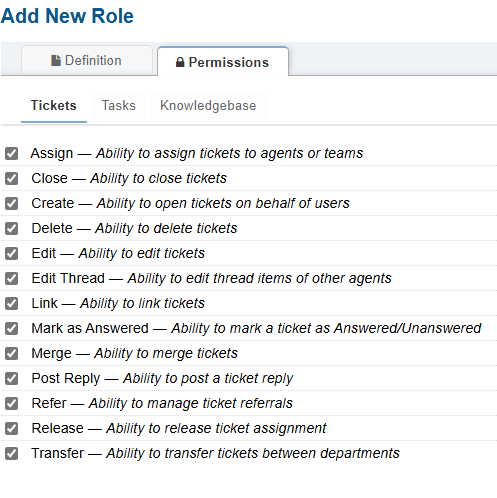 Add New Role
Definition
Permissions
Tickets
Tasks
Knowledgebase
Assign — Ability to assign tickets to agents or teams
Close — Ability to close tickets
Create — Ability to open tickets on behalf of users
Delete — Ability to delete tickets
Edit — Ability to edit tickets
Edit Thread — Ability to edit thread items of other agents
Link — Ability to link tickets
Mark as Answered — Ability to mark a ticket as Answered/Unanswered
Merge — Ability to merge tickets
Post Reply — Ability to post a ticket reply
Refer — Ability to manage ticket referrals
Release — Ability to release ticket assignment
Transfer — Ability to transfer tickets between departments